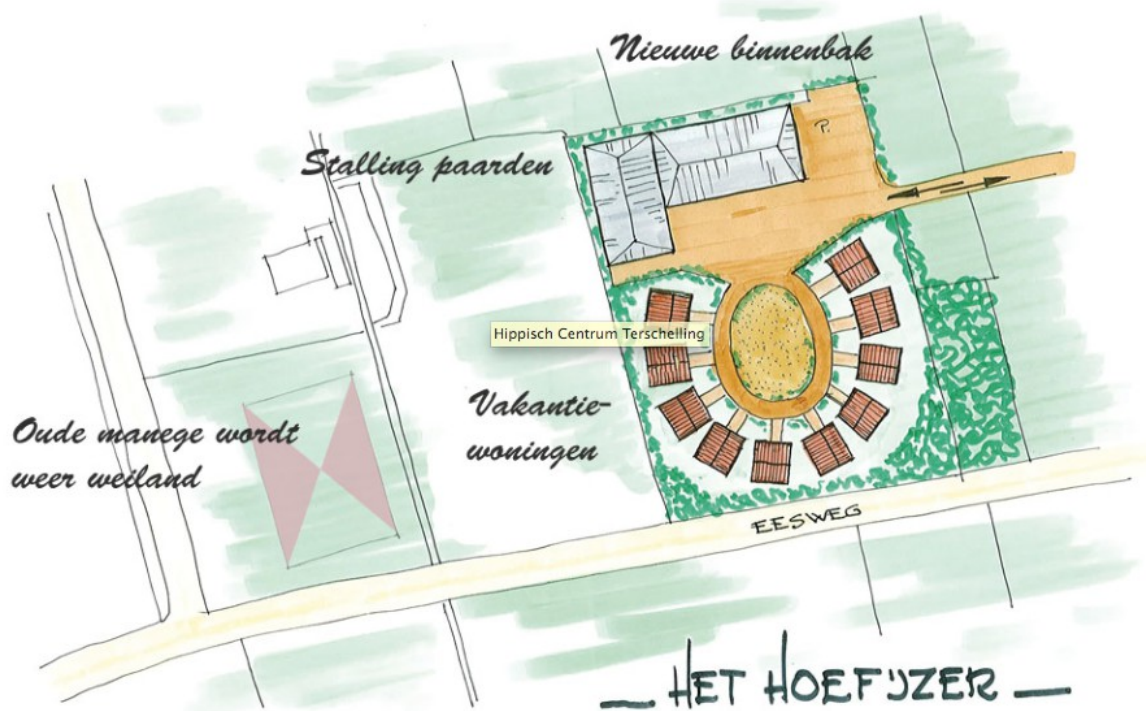 Nieuwe binnenbak
P.
Stalling paarden
Hippisch Centrum Terschelling
Vakantie-
woningen
Oude manege wordt
weer weiland
EESWEG
HET HOEFIJZER